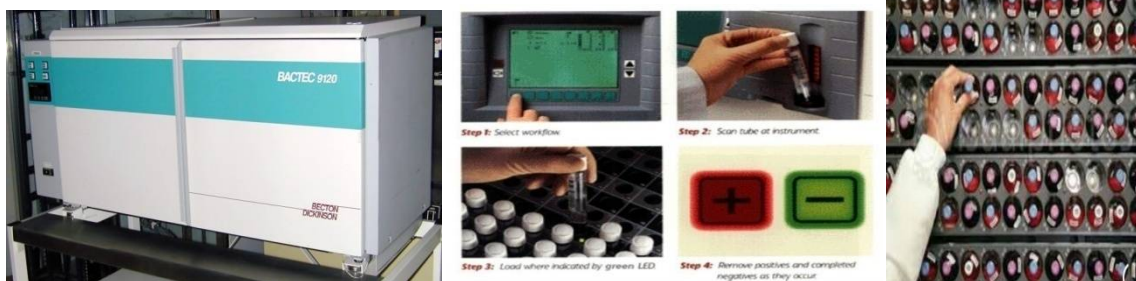 BACTEC 9120
BECTON
DICKINSON
Step 1: Select workflow.
Step 2: Scan tube at instrument.
Step 3: Load where indicated by green LED.
Step 4: Remove positives and completed
negatives as they occur.